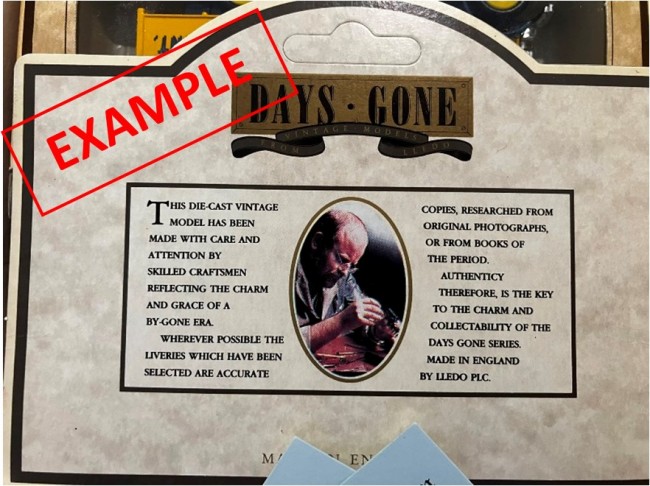 EXAMPLE
DAYS · GONE
VINTAGE MODELS
FROM LLEDO
THIS DIE-CAST VINTAGE
MODEL HAS BEEN
MADE WITH CARE AND
ATTENTION BY
SKILLED CRAFTSMEN
REFLECTING THE CHARM
AND GRACE OF A
BY-GONE ERA.
WHEREVER POSSIBLE THE
LIVERIES WHICH HAVE BEEN
SELECTED ARE ACCURATE
COPIES, RESEARCHED FROM
ORIGINAL PHOTOGRAPHS,
OR FROM BOOKS OF
THE PERIOD.
AUTHENTICY
THEREFORE, IS THE KEY
TO THE CHARM AND
COLLECTABILITY OF THE
DAYS GONE SERIES.
MADE IN ENGLAND
BY LLEDO PLC.